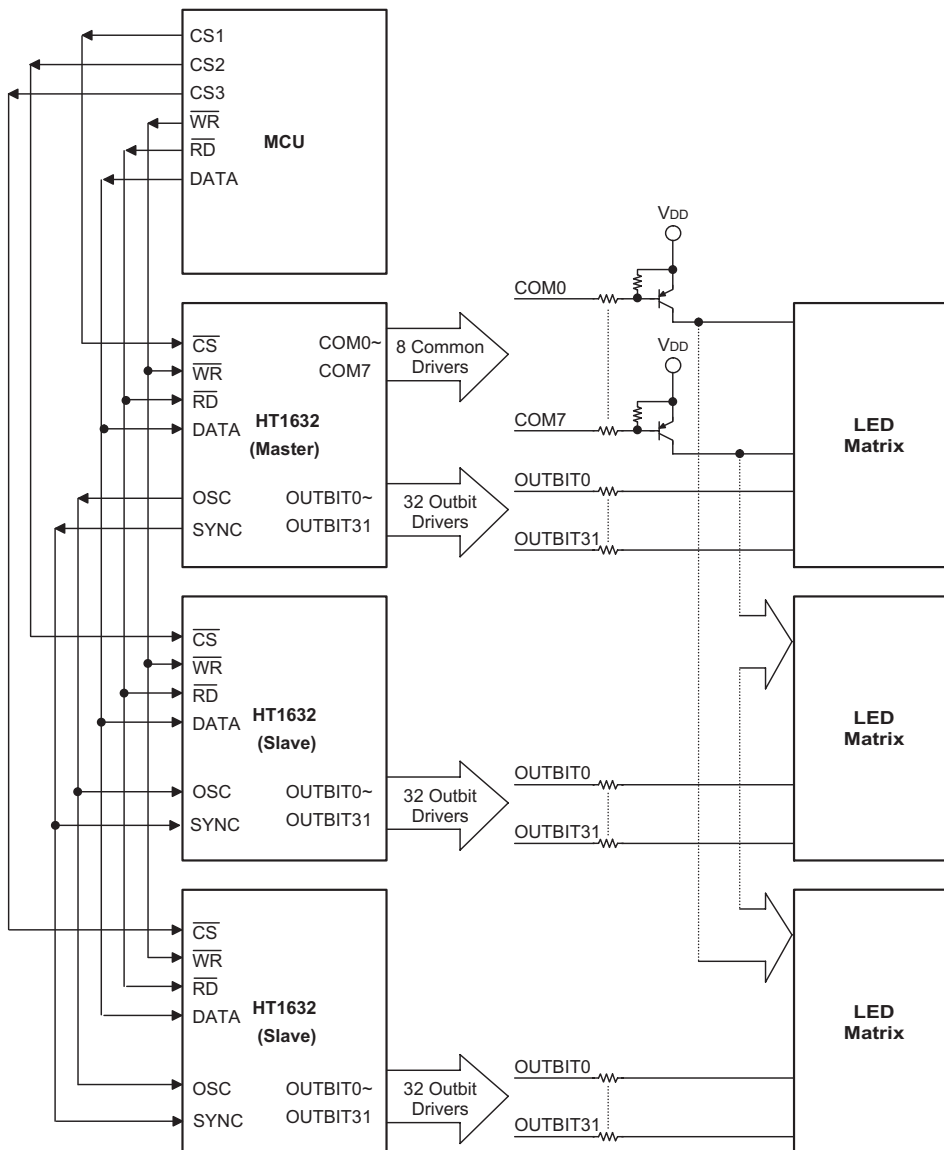 CS1
CS2
CS3
WR
RD
DATA
MCU
CS
WR
RD
DATA
OSC
SYNC
HT1632
(Master)
COM0~
COM7
OUTBIT0~
OUTBIT31
8 Common
Drivers
32 Outbit
Drivers
VDD
COM0
VDD
COM7
OUTBIT0
OUTBIT31
LED
Matrix
CS
WR
RD
DATA
OSC
SYNC
HT1632
(Slave)
OUTBIT0~
OUTBIT31
32 Outbit
Drivers
OUTBIT0
OUTBIT31
LED
Matrix
CS
WR
RD
DATA
OSC
SYNC
HT1632
(Slave)
OUTBIT0~
OUTBIT31
32 Outbit
Drivers
OUTBIT0
OUTBIT31
LED
Matrix